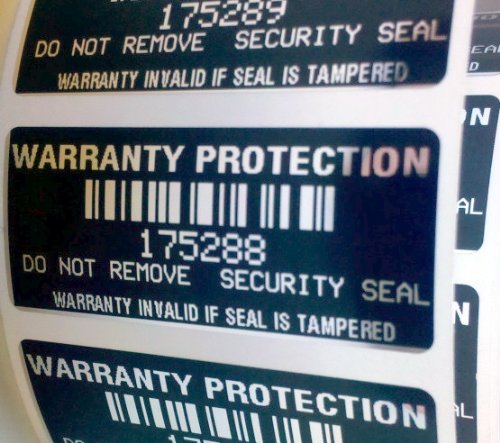 175289
DO NOT REMOVE SECURITY SEAL
WARRANTY INVALID IF SEAL IS TAMPERED
WARRANTY PROTECTION
175288
DO NOT REMOVE SECURITY SEAL
WARRANTY INVALID IF SEAL IS TAMPERED
WARRANTY PROTECTION